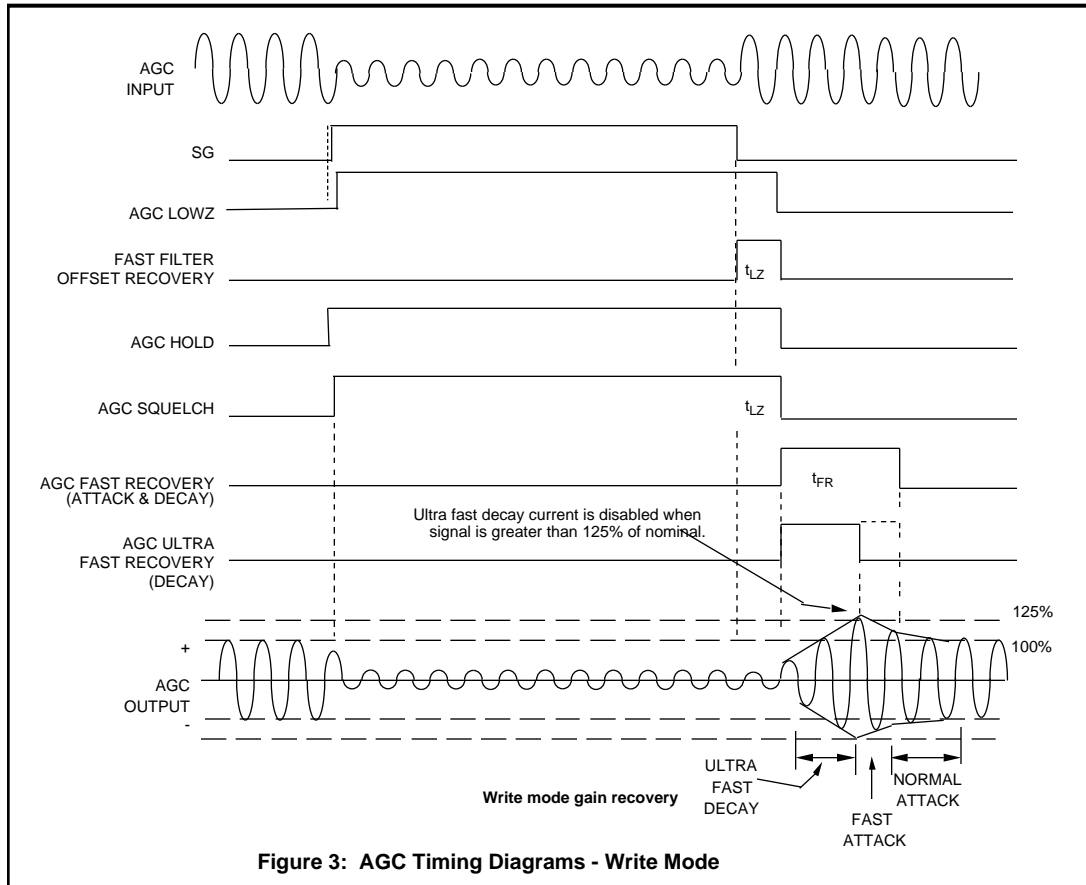 AGC
INPUT
SG
AGC LOWZ
FAST FILTER
OFFSET RECOVERY
tLZ
AGC HOLD
AGC SQUELCH
tLZ
AGC FAST RECOVERY
(ATTACK & DECAY)
tFR
Ultra fast decay current is disabled when
signal is greater than 125% of nominal.
AGC ULTRA
FAST RECOVERY
(DECAY)
125%
+
100%
AGC
OUTPUT
-
ULTRA
FAST
DECAY
NORMAL
ATTACK
Write mode gain recovery
FAST
ATTACK
Figure 3: AGC Timing Diagrams - Write Mode